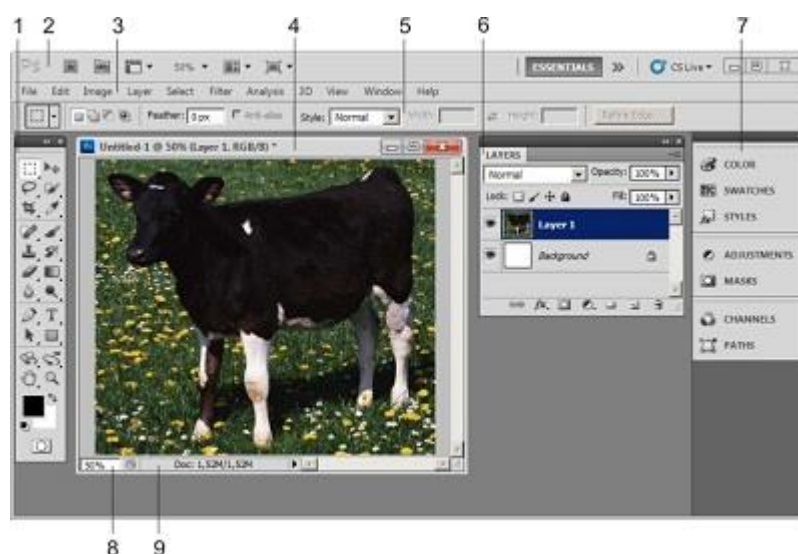 1 2 3 4 5 6 7
Ps 50% ESSENTIALS CS Live
File Edit Image Layer Select Filter Analysis 3D View Window Help
Feather: 0 px Anti-alias Style: Normal Width: Height: Refine Edge...
Untitled-1 @ 50% (Layer 1, RGB/8) *
LAYERS
Normal Opacity: 100%
Lock: Fill: 100%
Layer 1
Background
COLOR
SWATCHES
STYLES
ADJUSTMENTS
MASKS
CHANNELS
PATHS
50% Doc: 1,52M/1,52M
8 9